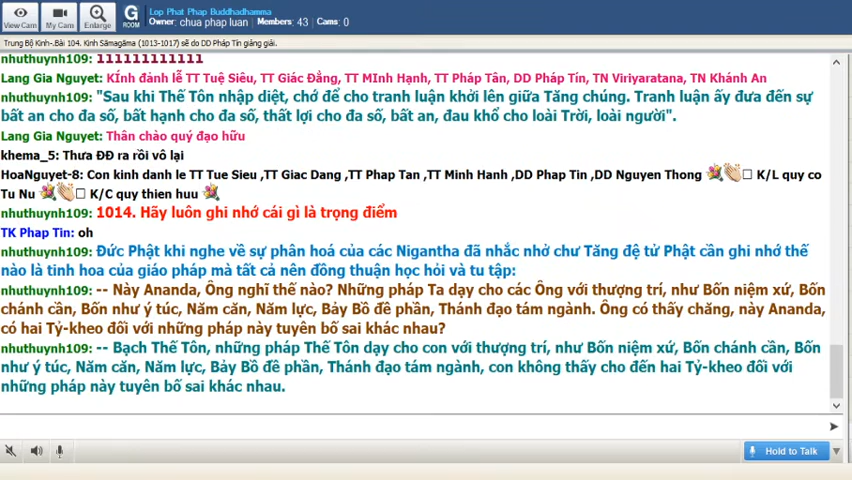 View Cam
My Cam
Enlarge
G
ROOM
Lop Phat Phap Buddhadhamma
Owner: chua phap luan Members: 43 Cams: 0
Trung Bộ Kinh-.Bài 104. Kinh Sāmagāma (1013-1017) sẽ do DD Pháp Tín giảng giải.
nhuthuynh109: 111111111111
Lang Gia Nguyet: KÍnh đảnh lễ TT Tuệ Siêu, TT Giác Đẳng, TT MInh Hạnh, TT Pháp Tân, DD Pháp Tín, TN Viriyaratana, TN Khánh An
nhuthuynh109: "Sau khi Thế Tôn nhập diệt, chớ để cho tranh luận khởi lên giữa Tăng chúng. Tranh luận ấy đưa đến sự
bất an cho đa số, bất hạnh cho đa số, thất lợi cho đa số, bất an, đau khổ cho loài Trời, loài người".
Lang Gia Nguyet: Thân chào quý đạo hữu
khema_5: Thưa ĐĐ ra rồi vô lại
HoaNguyet-8: Con kinh danh le TT Tue Sieu ,TT Giac Dang ,TT Phap Tan ,TT Minh Hanh ,DD Phap Tin ,DD Nguyen Thong K/L quy co
Tu Nu K/C quy thien huu
nhuthuynh109: 1014. Hãy luôn ghi nhớ cái gì là trọng điểm
TK Phap Tin: oh
nhuthuynh109: Đức Phật khi nghe về sự phân hoá của các Nigantha đã nhắc nhở chư Tăng đệ tử Phật cần ghi nhớ thế
nào là tinh hoa của giáo pháp mà tất cả nên đồng thuận học hỏi và tu tập:
nhuthuynh109: -- Này Ananda, Ông nghĩ thế nào? Những pháp Ta dạy cho các Ông với thượng trí, như Bốn niệm xứ, Bốn
chánh cần, Bốn như ý túc, Năm căn, Năm lực, Bảy Bồ đề phần, Thánh đạo tám ngành. Ông có thấy chăng, này Ananda,
có hai Tỷ-kheo đối với những pháp này tuyên bố sai khác nhau?
nhuthuynh109: -- Bạch Thế Tôn, những pháp Thế Tôn dạy cho con với thượng trí, như Bốn niệm xứ, Bốn chánh cần, Bốn
như ý túc, Năm căn, Năm lực, Bảy Bồ đề phần, Thánh đạo tám ngành, con không thấy cho đến hai Tỷ-kheo đối với
những pháp này tuyên bố sai khác nhau.
Hold to Talk